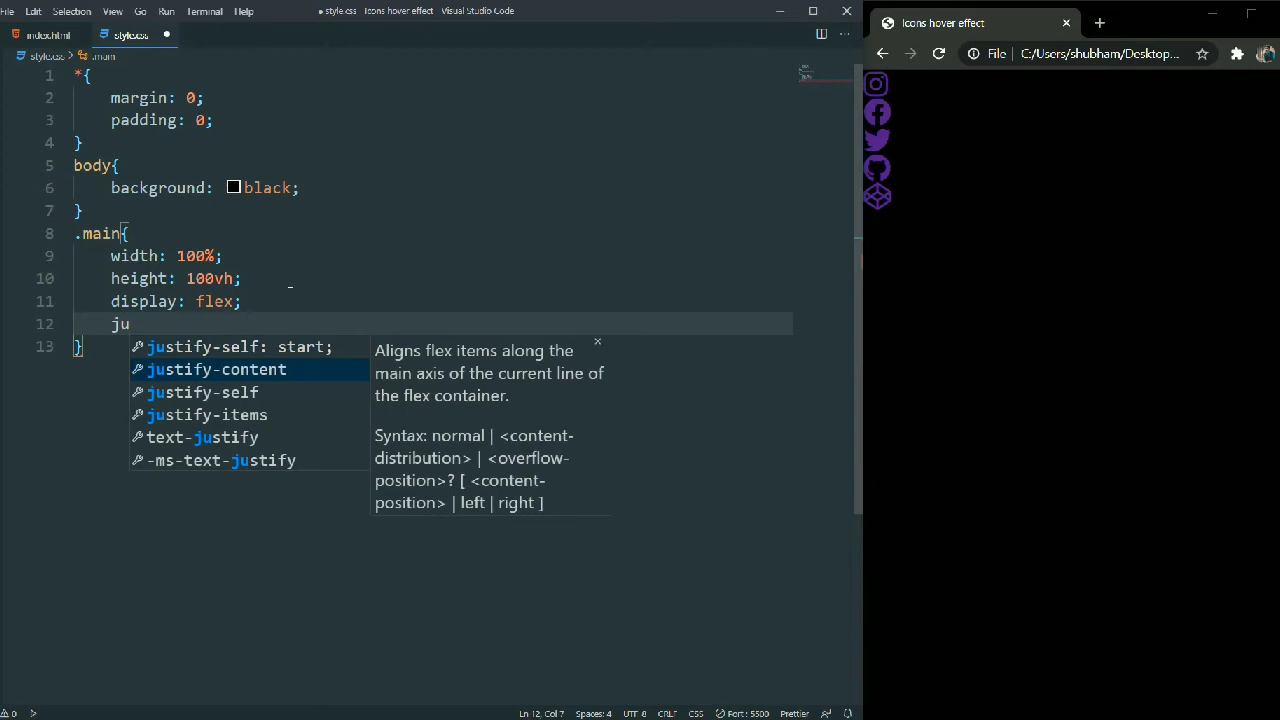 File Edit Selection View Go Run Terminal Help
● style.css Icons hover effect Visual Studio Code
index.html style.css
style.css > .main
1 *{
2 margin: 0;
3 padding: 0;
4 }
5 body{
6 background: black;
7 }
8 .main{
9 width: 100%;
10 height: 100vh;
11 display: flex;
12 ju
13 }
justify-self: start;
justify-content
justify-self
justify-items
text-justify
-ms-text-justify
Aligns flex items along the
main axis of the current line of
the flex container.
Syntax: normal | <content-
distribution> | <overflow-
position>? [ <content-
position> | left | right ]
0
Ln 12, Col 7 Spaces: 4 UTF-8 CRLF CSS Port : 5500 Prettier
Icons hover effect
File C:/Users/shubham/Desktop...